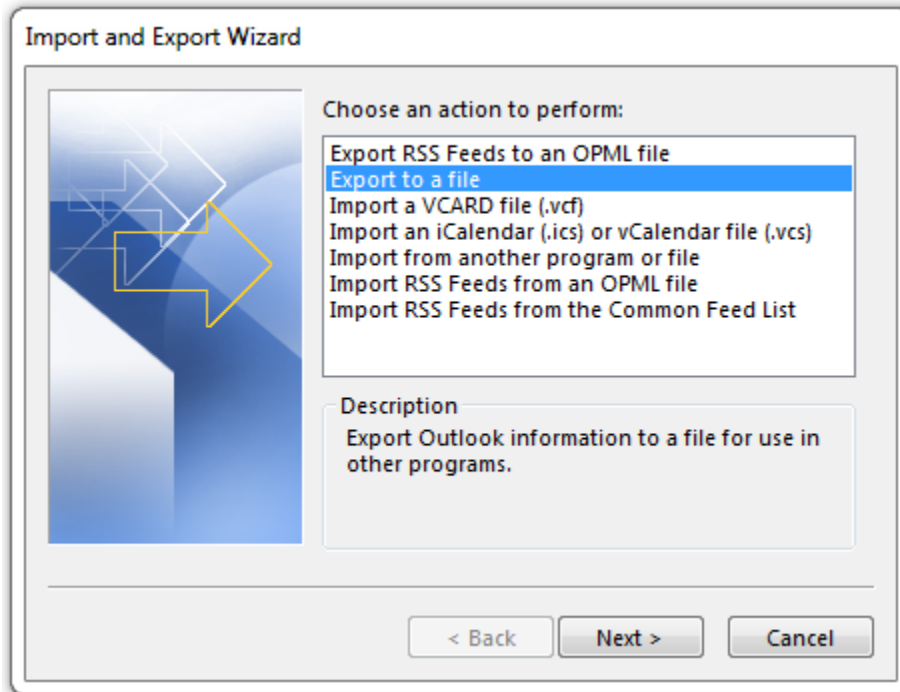 Import and Export Wizard
Choose an action to perform:
Export RSS Feeds to an OPML file
Export to a file
Import a VCARD file (.vcf)
Import an iCalendar (.ics) or vCalendar file (.vcs)
Import from another program or file
Import RSS Feeds from an OPML file
Import RSS Feeds from the Common Feed List
Description
Export Outlook information to a file for use in
other programs.
< Back Next > Cancel